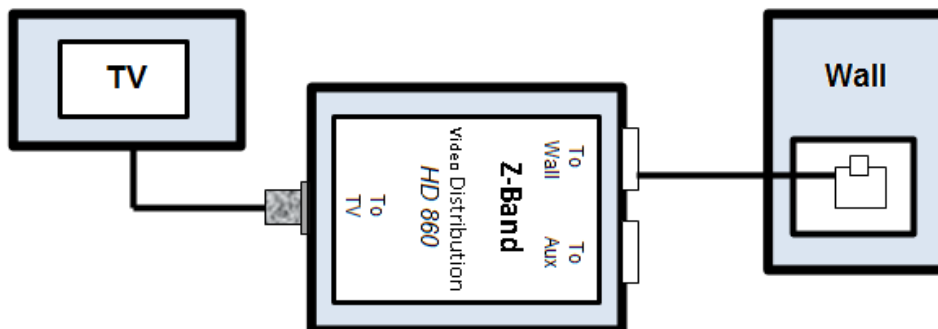 TV
Wall
To
Wall
To
Aux
Z-Band
Video Distribution
HD 860
To
TV